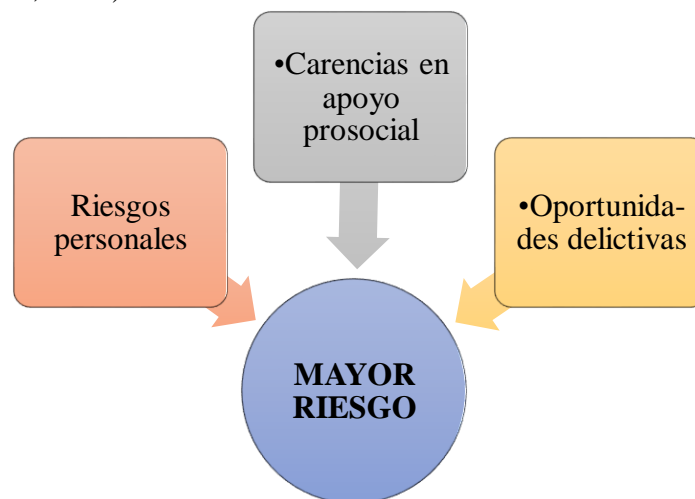 •Carencias en
apoyo
prosocial
Riesgos
personales
•Oportunida-
des delictivas
MAYOR
RIESGO